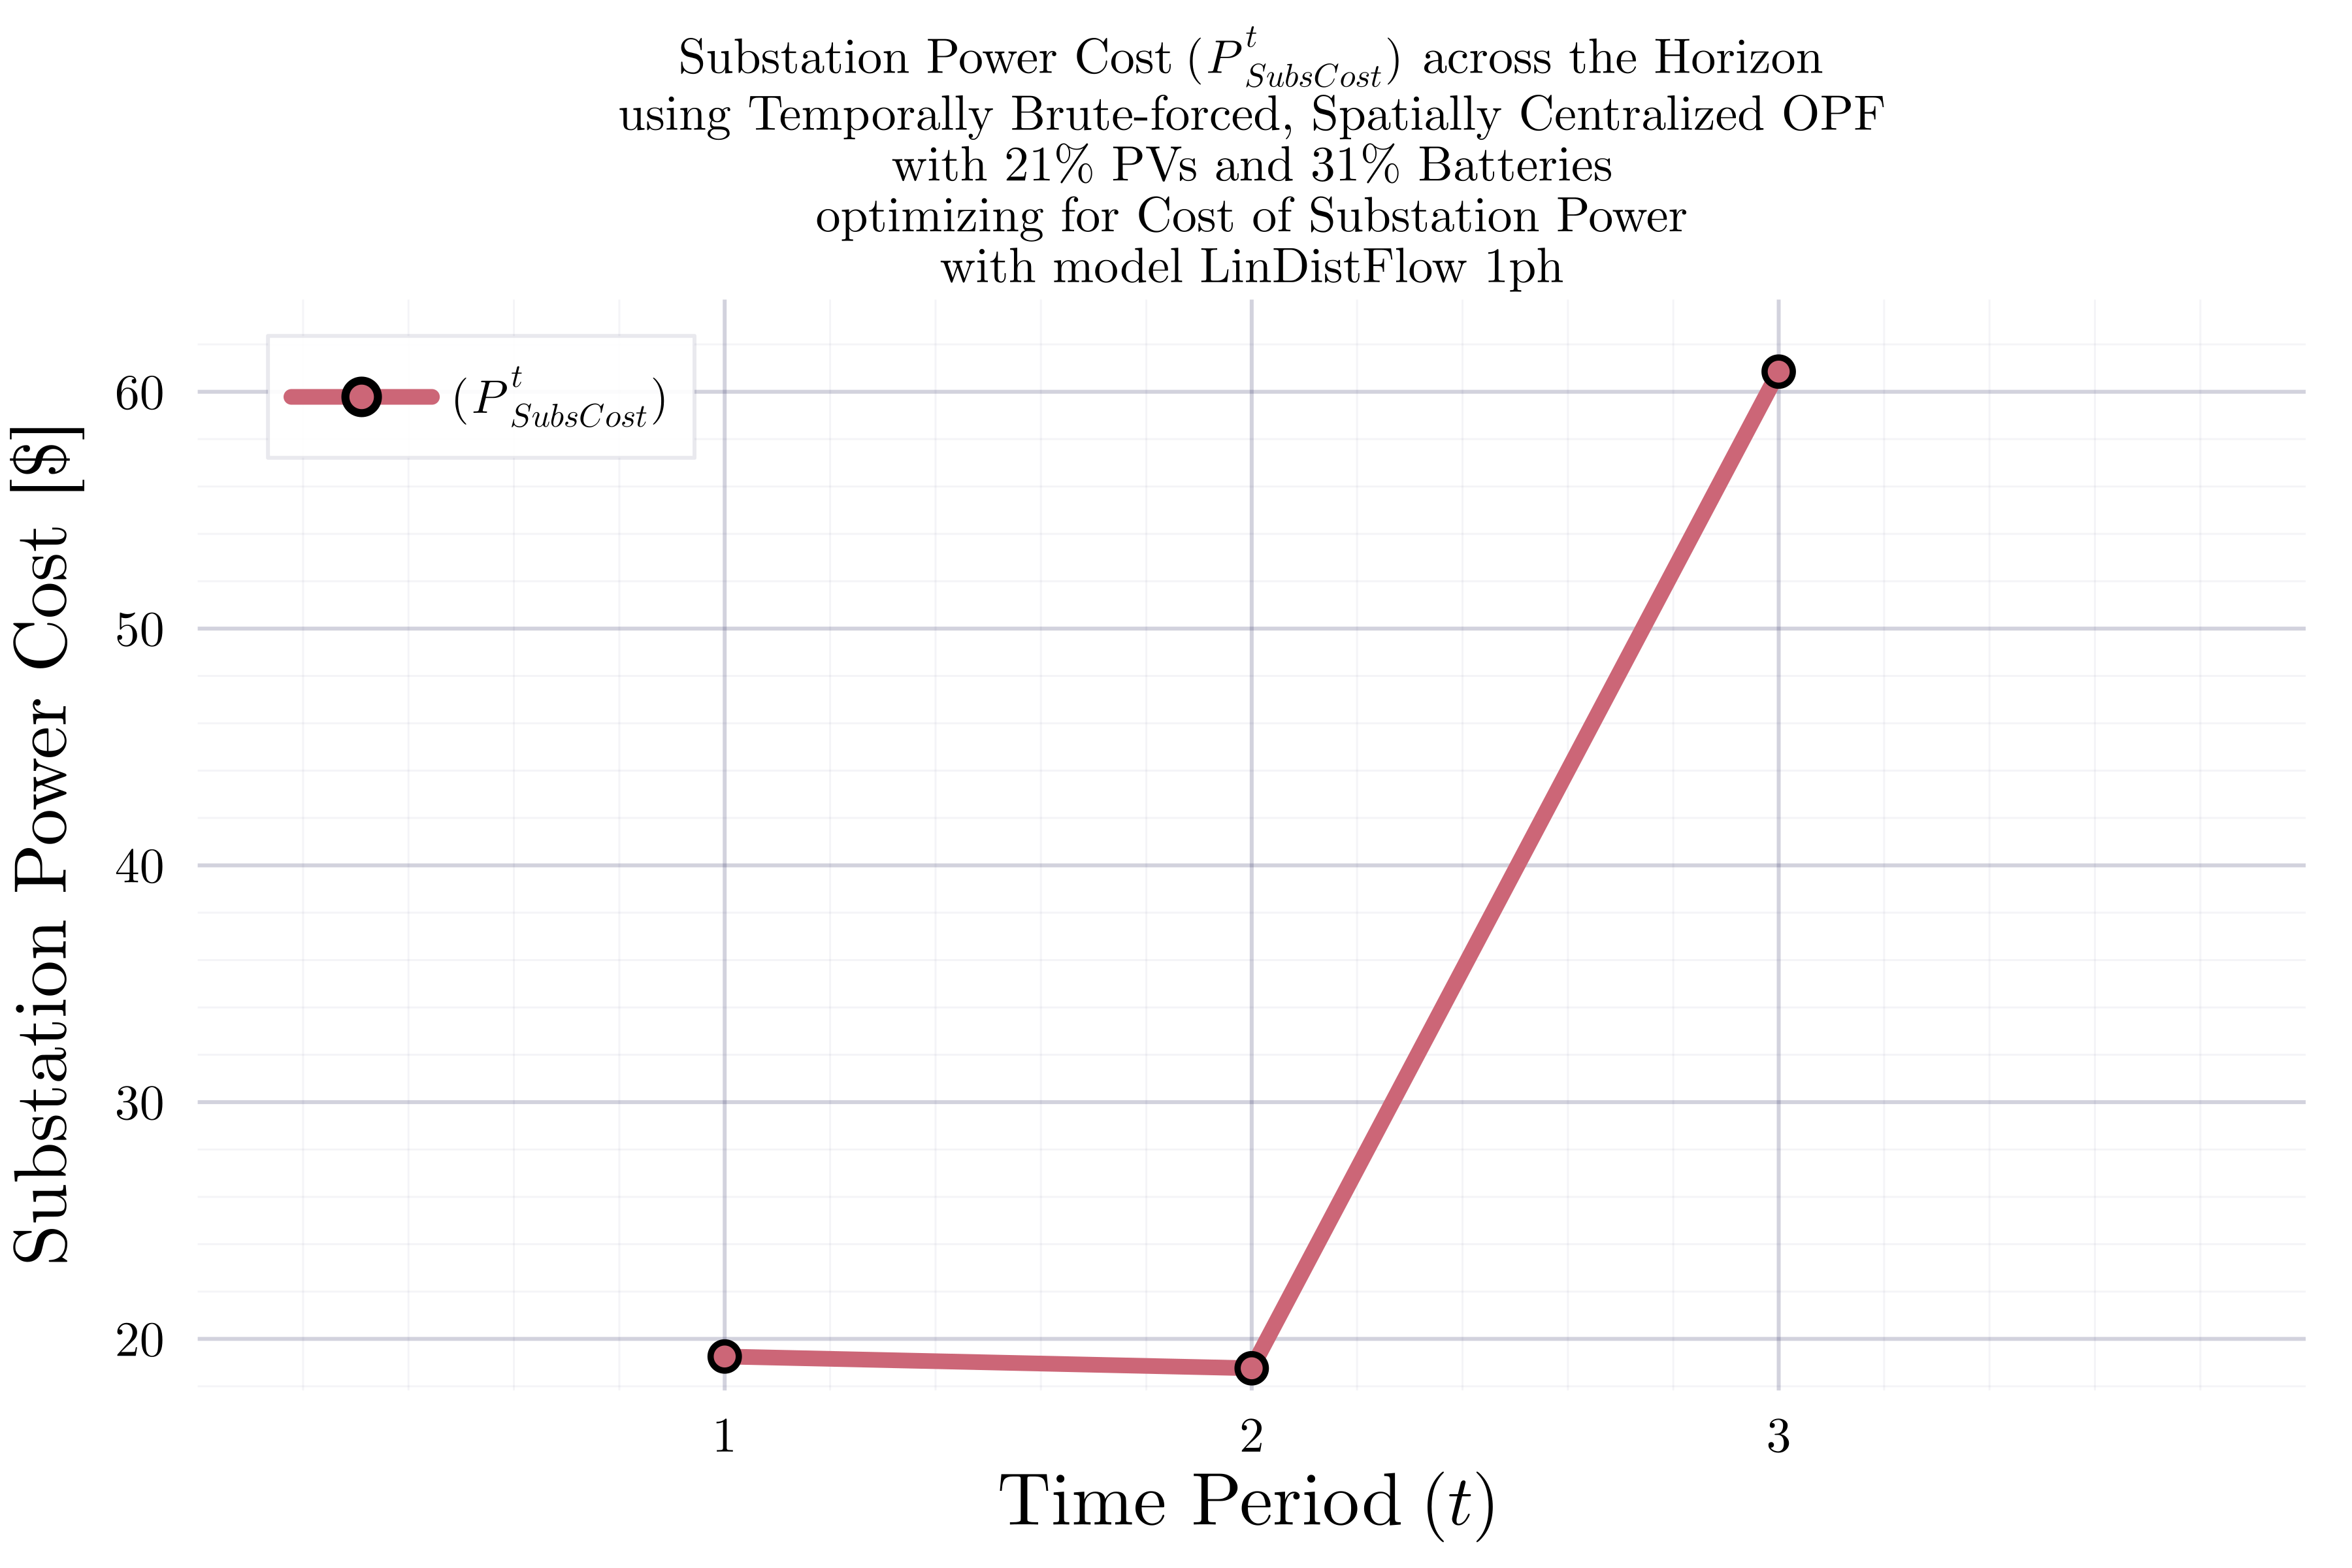 Substation Power Cost (P^t_SubsCost) across the Horizon
using Temporally Brute-forced, Spatially Centralized OPF
with 21% PVs and 31% Batteries
optimizing for Cost of Substation Power
with model LinDistFlow 1ph
(P^t_SubsCost)
Substation Power Cost [$]
60
50
40
30
20
1 2 3
Time Period (t)